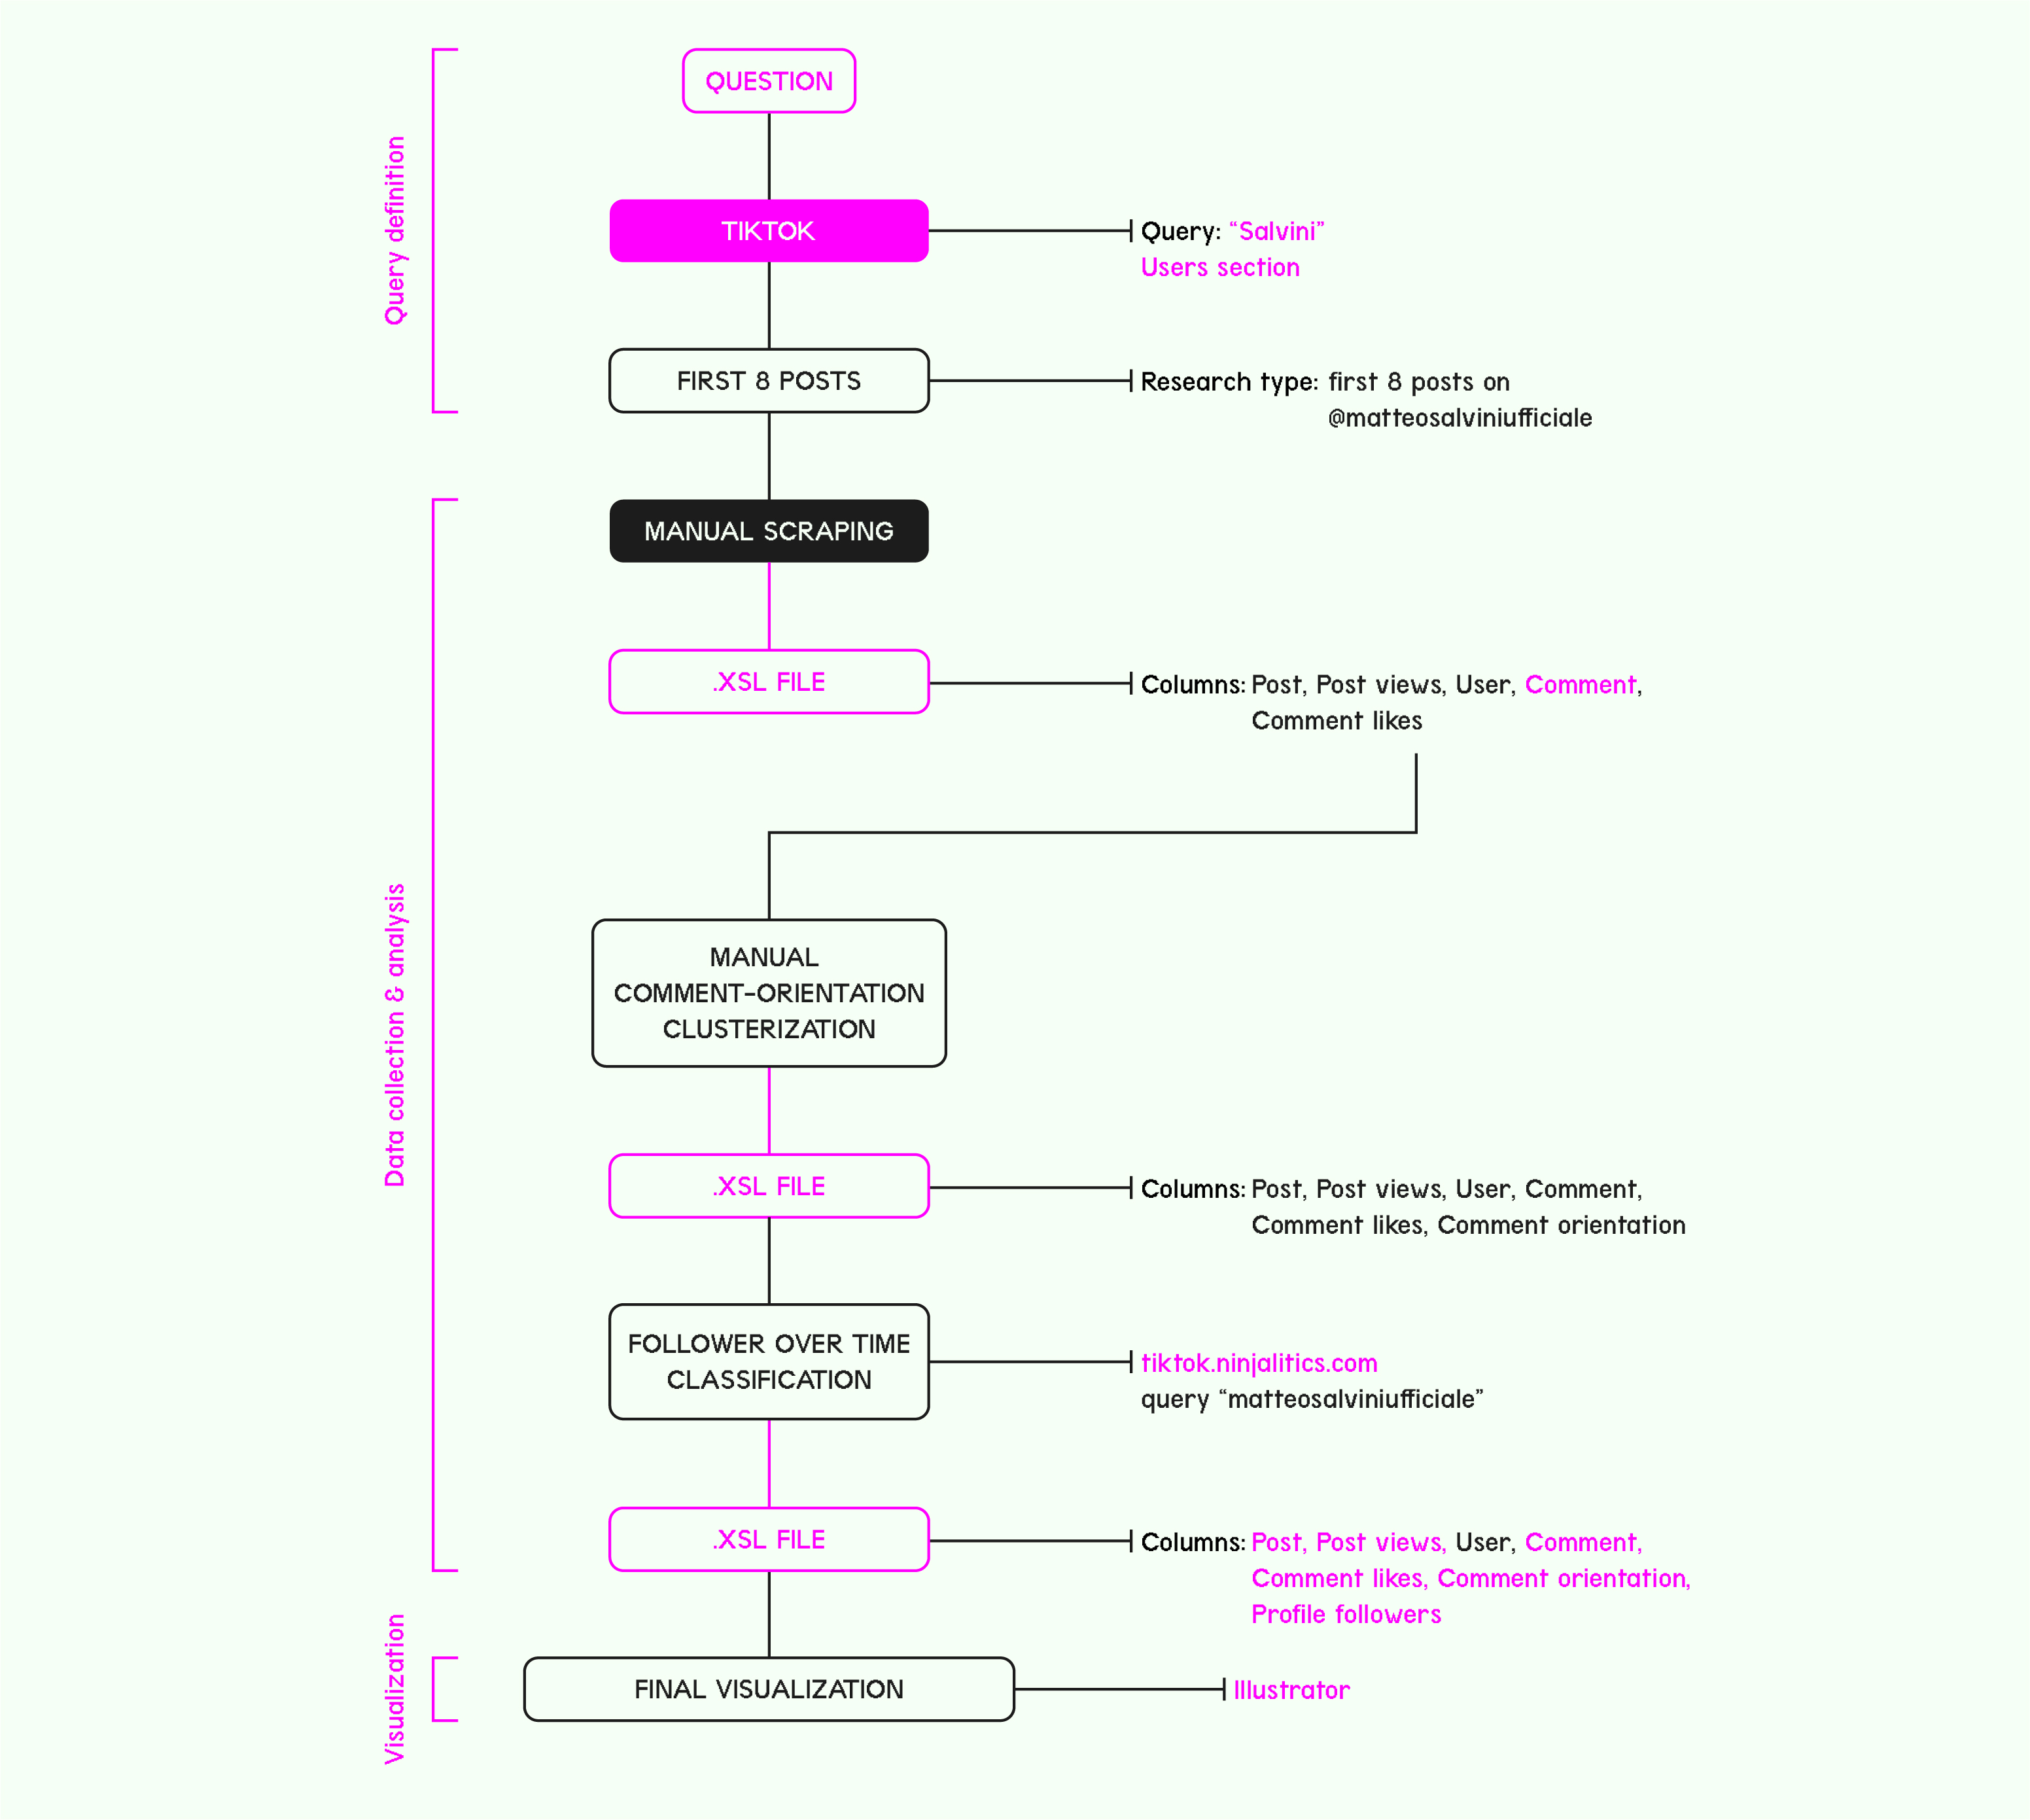 Query definition
QUESTION
TIKTOK
Query: “Salvini”
Users section
FIRST 8 POSTS
Research type: first 8 posts on
@matteosalviniufficiale
Data collection & analysis
MANUAL SCRAPING
.XSL FILE
Columns: Post, Post views, User, Comment,
Comment likes
MANUAL
COMMENT-ORIENTATION
CLUSTERIZATION
.XSL FILE
Columns: Post, Post views, User, Comment,
Comment likes, Comment orientation
FOLLOWER OVER TIME
CLASSIFICATION
tiktok.ninjalitics.com
query “matteosalviniufficiale”
.XSL FILE
Columns: Post, Post views, User, Comment,
Comment likes, Comment orientation,
Profile followers
Visualization
FINAL VISUALIZATION
Illustrator